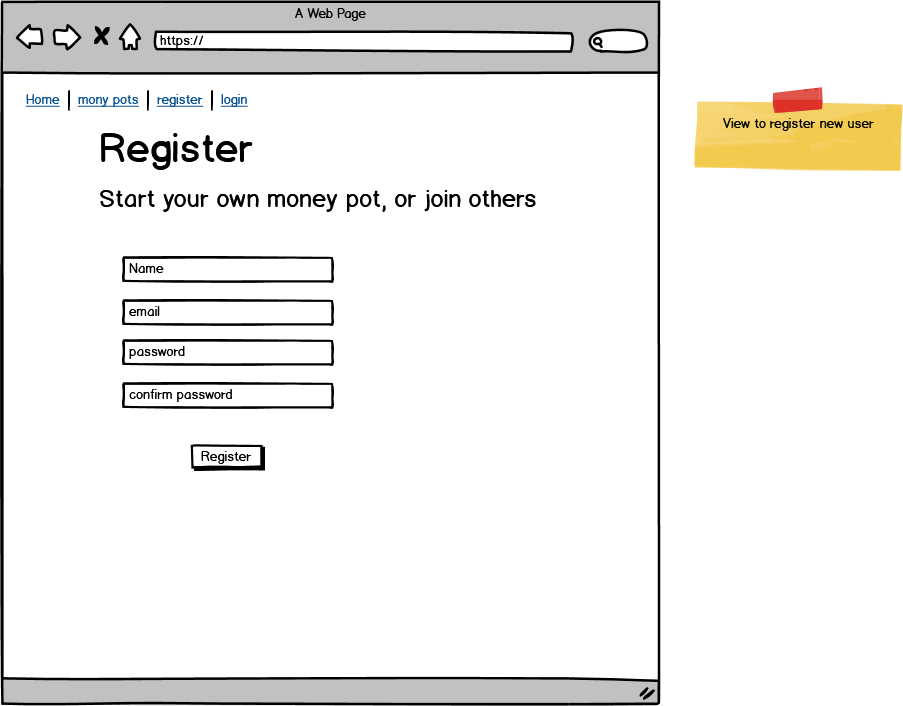 A Web Page
https://
Home mony pots register login
Register
Start your own money pot, or join others
Name
email
password
confirm password
Register
View to register new user